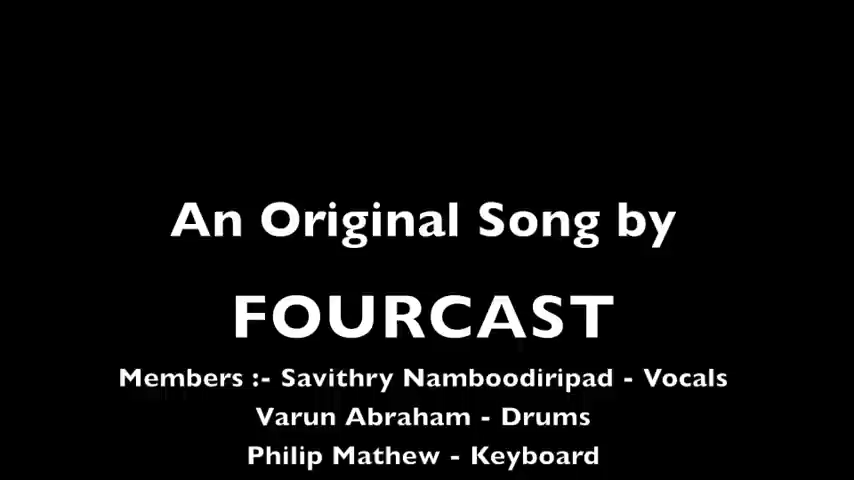 An Original Song by
FOURCAST
Members :- Savithry Namboodiripad - Vocals
Varun Abraham - Drums
Philip Mathew - Keyboard